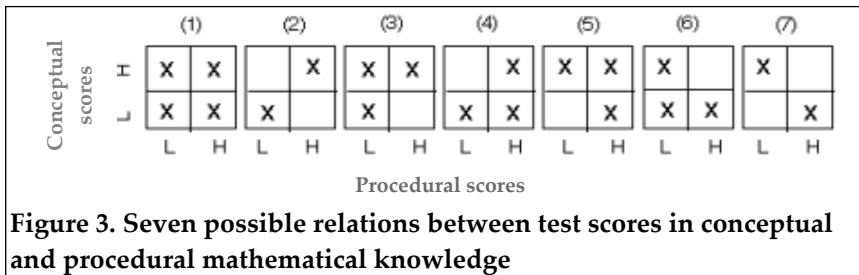 (1) (2) (3) (4) (5) (6) (7)
Conceptual
scores
H X X X X X X X X X
L X X X X X X X X X X
L H L H L H L H L H L H L H
Procedural scores
Figure 3. Seven possible relations between test scores in conceptual
and procedural mathematical knowledge